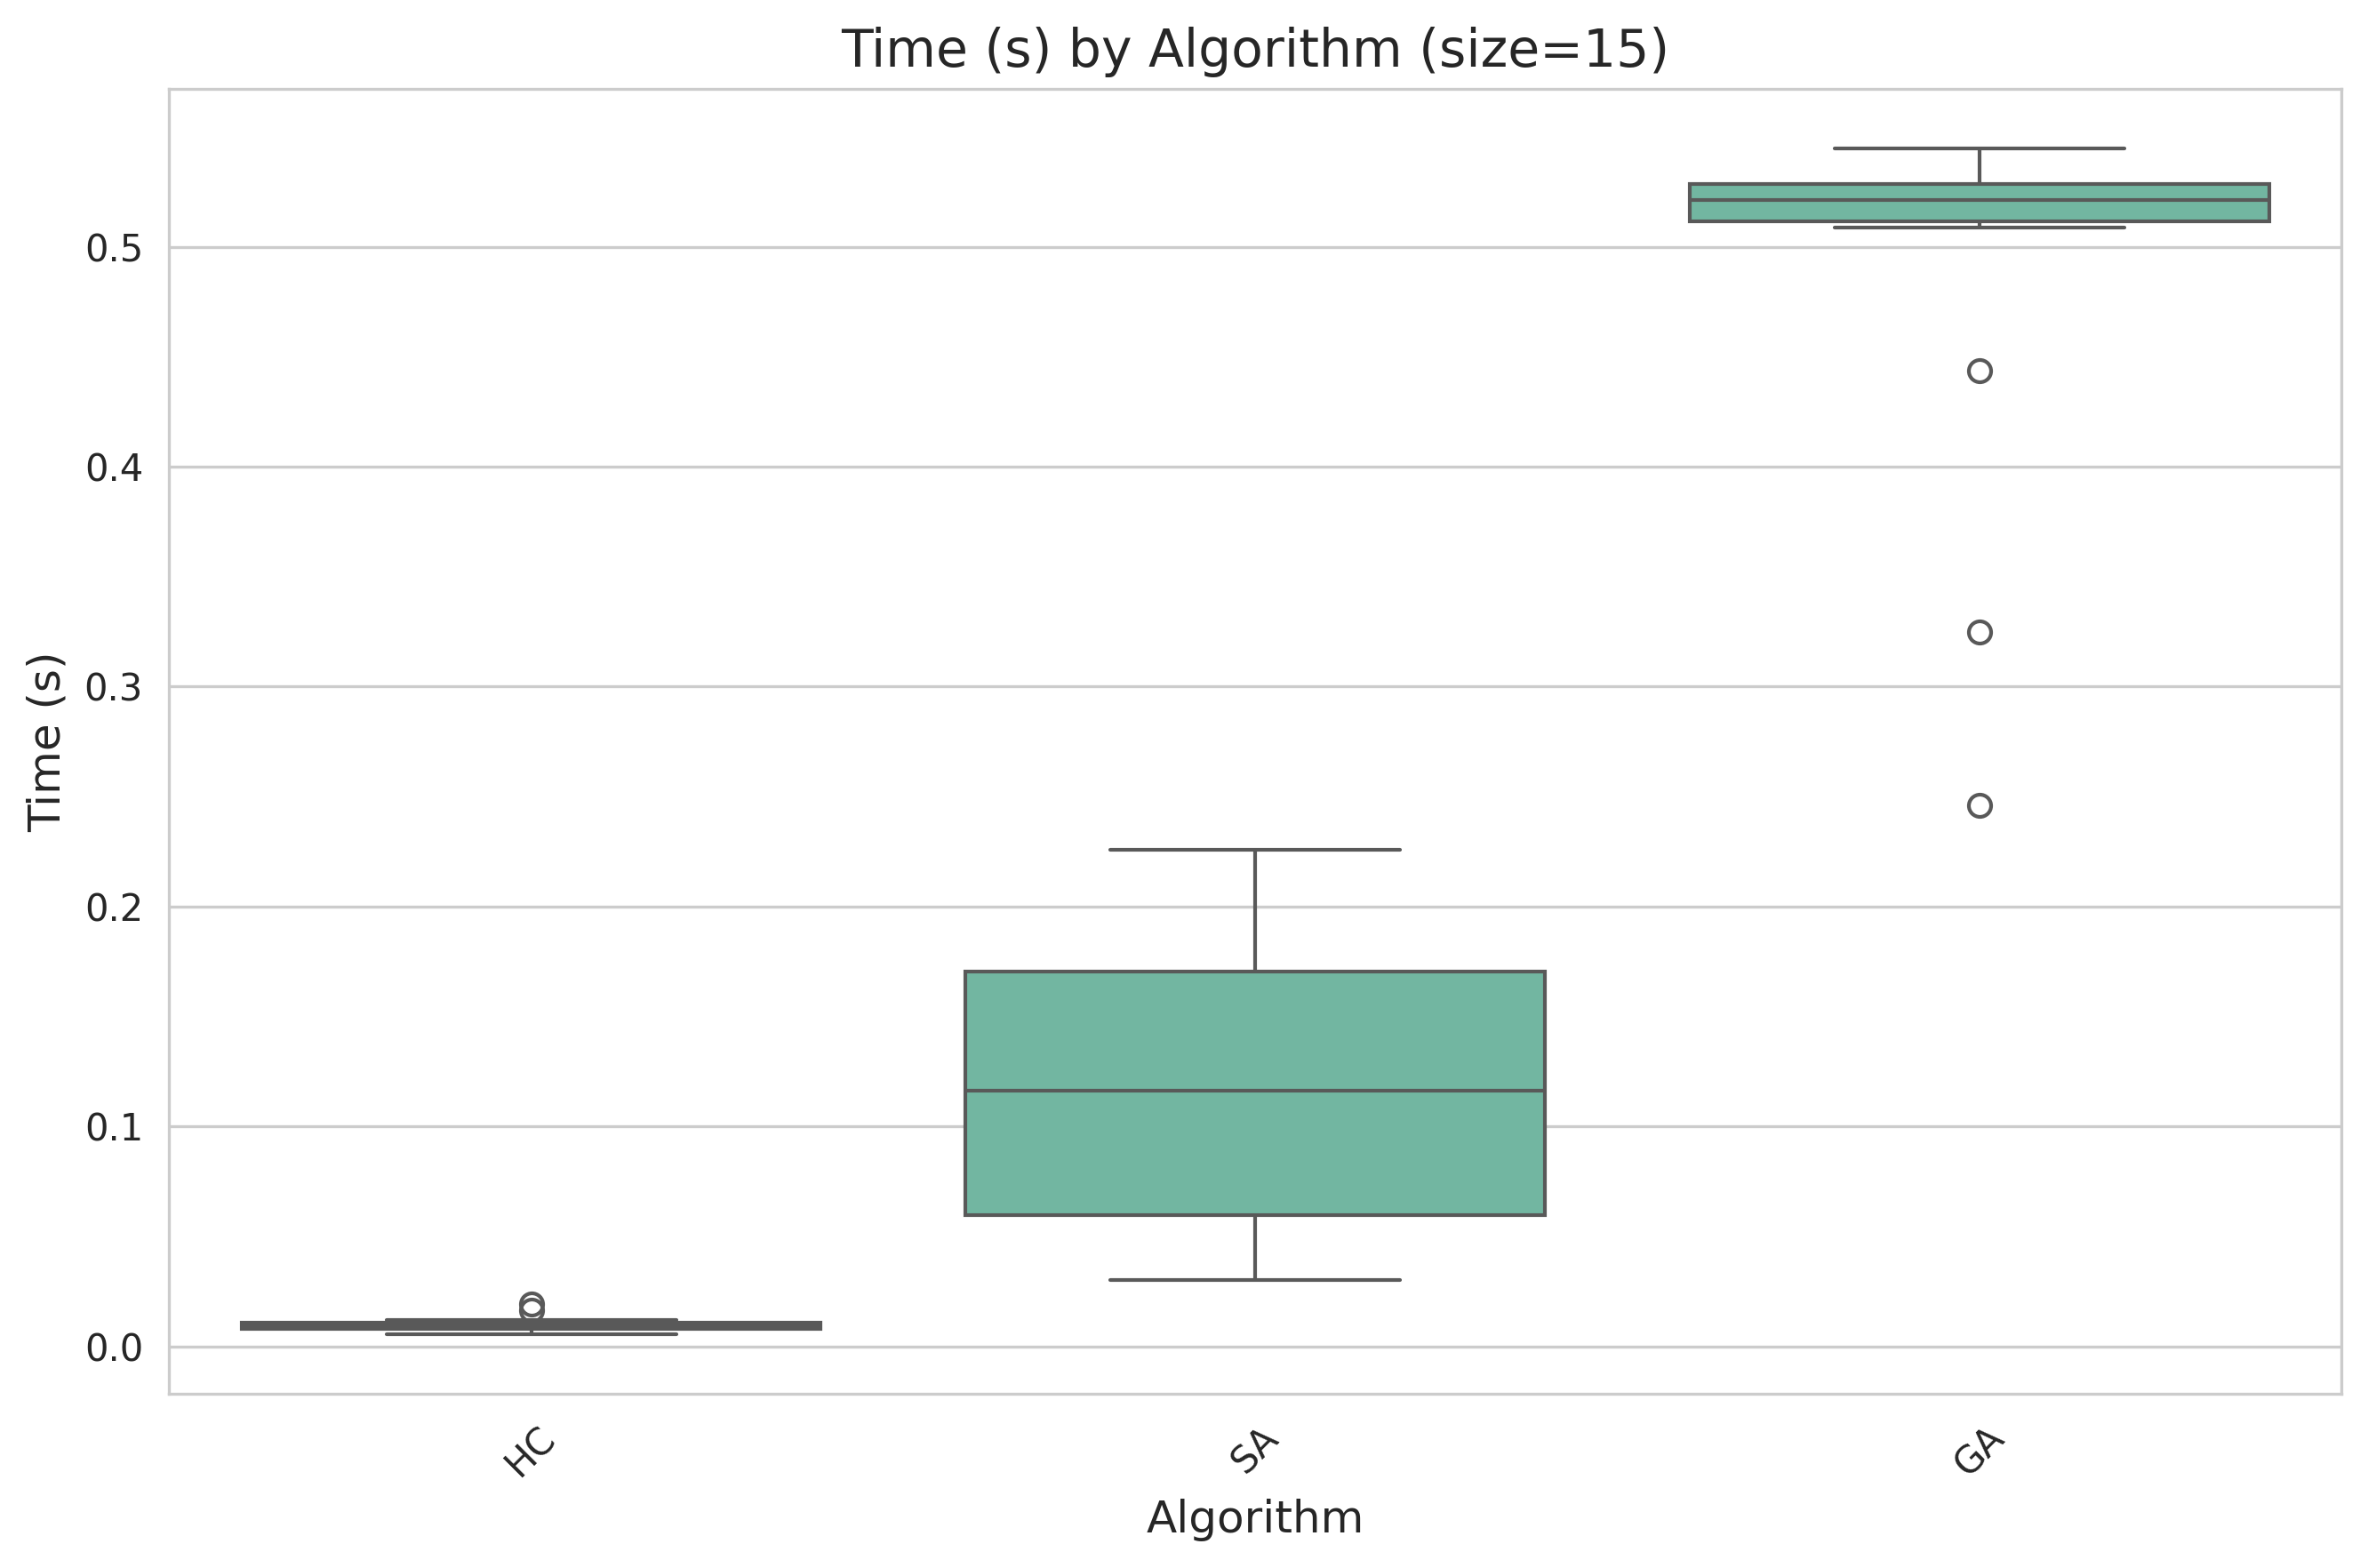 Time (s) by Algorithm (size=15)
Time (s)
0.5
0.4
0.3
0.2
0.1
0.0
HC
SA
GA
Algorithm